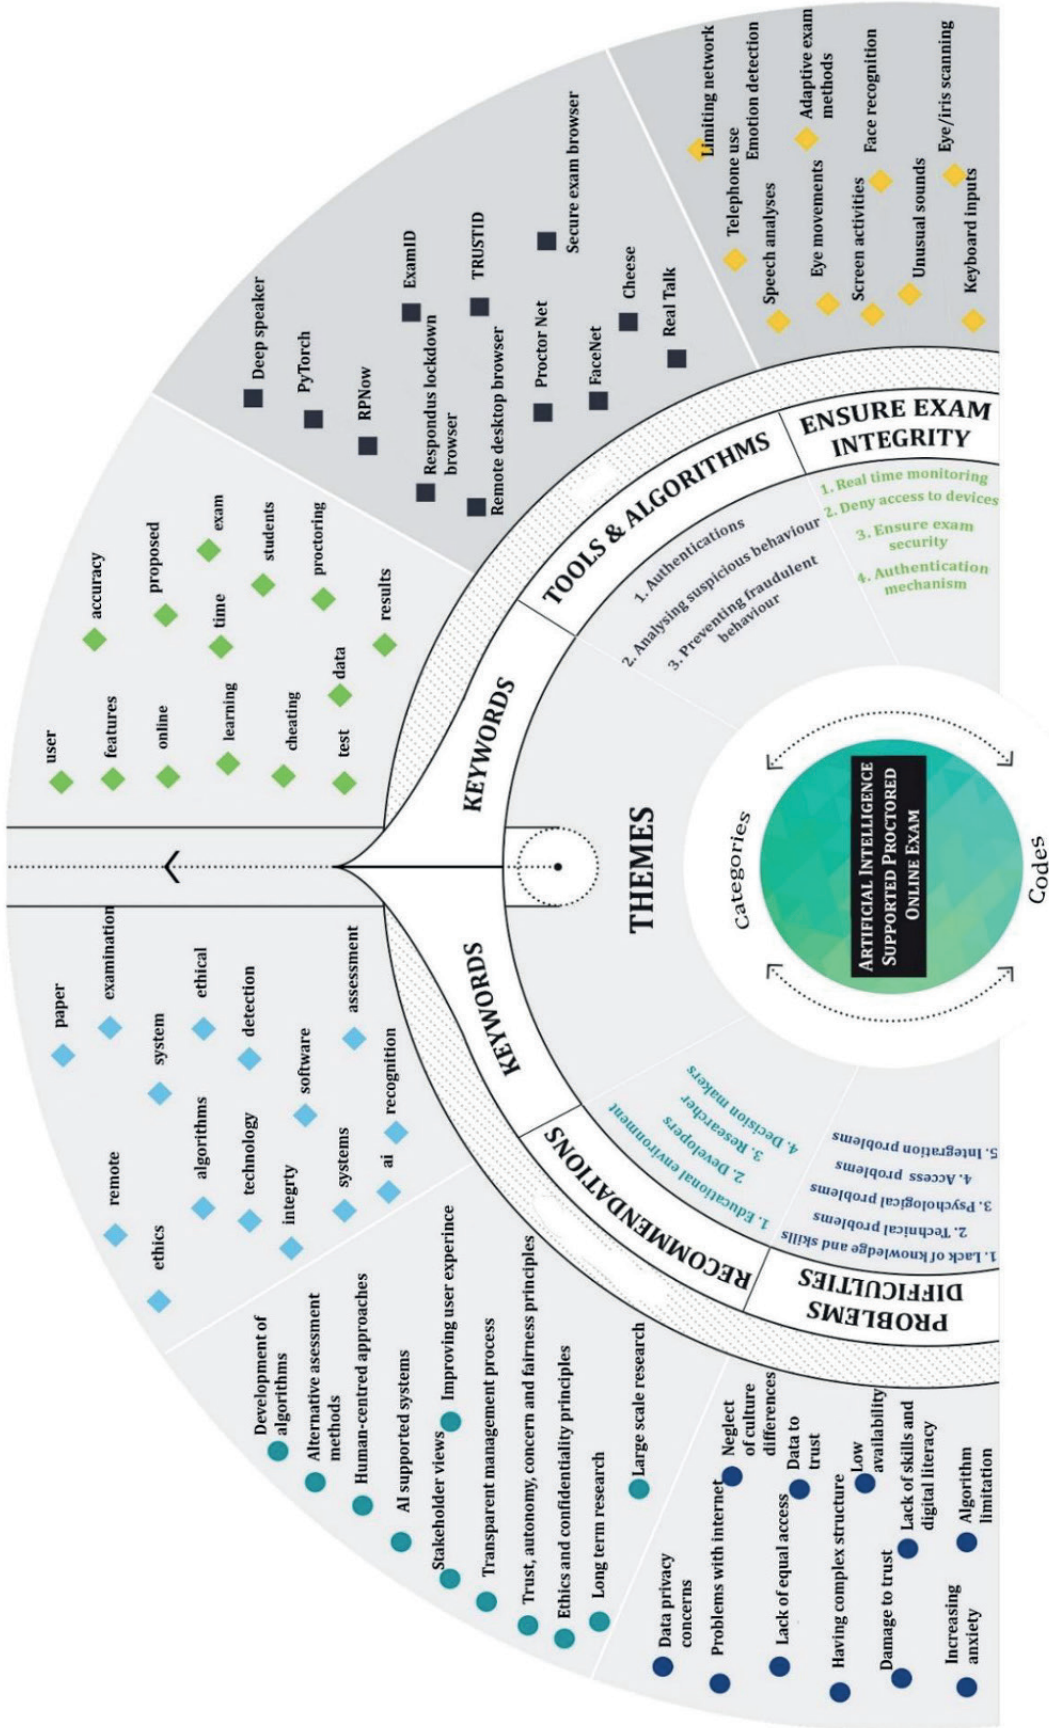 Data privacy
concerns
Problems with internet
Neglect
of culture
differences
Lack of equal access
Data to
trust
Having complex structure
Low
availability
Damage to trust
Lack of skills and
digital literacy
Increasing
anxiety
Algorithm
limitation
Development of
algorithms
Alternative asessment
methods
Human-centred approaches
AI supported systems
Stakeholder views
Improving user experince
Transparent management process
Trust, autonomy, concern and fairness principles
Ethics and confidentiality principles
Long term research
Large scale research
paper
examination
remote
system
ethics
ethical
algorithms
detection
technology
software
integrty
assessment
systems
recognition
ai
user
accuracy
features
proposed
online
exam
time
learning
students
cheating
proctoring
data
test
results
Deep speaker
PyTorch
RPNow
ExamID
Respondus lockdown
browser
TRUSTID
Remote desktop browser
Secure exam browser
Proctor Net
FaceNet
Cheese
Real Talk
Limiting network
Telephone use
Emotion detection
Speech analyses
Adaptive exam
methods
Eye movements
Face recognition
Screen activities
Unusual sounds
Eye/iris scanning
Keyboard inputs
PROBLEMS
DIFFICULTIES
RECOMMENDATIONS
KEYWORDS
KEYWORDS
TOOLS & ALGORITHMS
ENSURE EXAM
INTEGRITY
1. Lack of knowledge and skills
2. Technical problems
3. Psychological problems
4. Access problems
5. Integration problems
1. Educational environment
2. Developers
3. Researcher
4. Decision makers
THEMES
1. Authentications
2. Analysing suspicious behaviour
3. Preventing fraudulent
behaviour
1. Real time monitoring
2. Deny access to devices
3. Ensure exam
security
4. Authentication
mechanism
Categories
ARTIFICIAL INTELLIGENCE
SUPPORTED PROCTORED
ONLINE EXAM
Codes